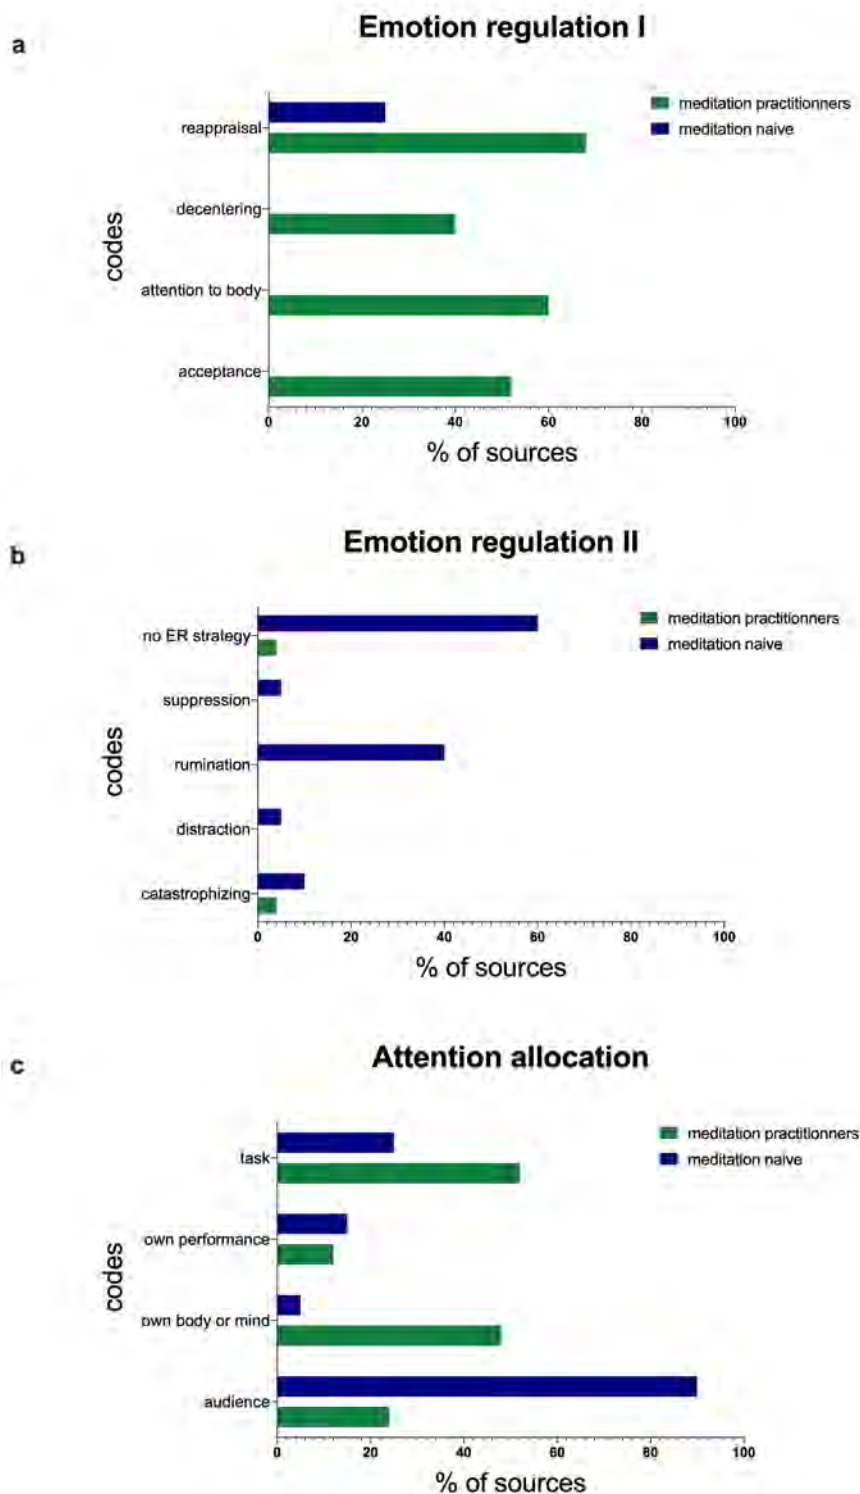 a
Emotion regulation I
meditation practitionners
meditation naive
reappraisal
decentering
attention to body
acceptance
codes
0 20 40 60 80 100
% of sources
b
Emotion regulation II
meditation practitionners
meditation naive
no ER strategy
suppression
rumination
distraction
catastrophizing
codes
0 20 40 60 80 100
% of sources
c
Attention allocation
meditation practitionners
meditation naive
task
own performance
own body or mind
audience
codes
0 20 40 60 80 100
% of sources